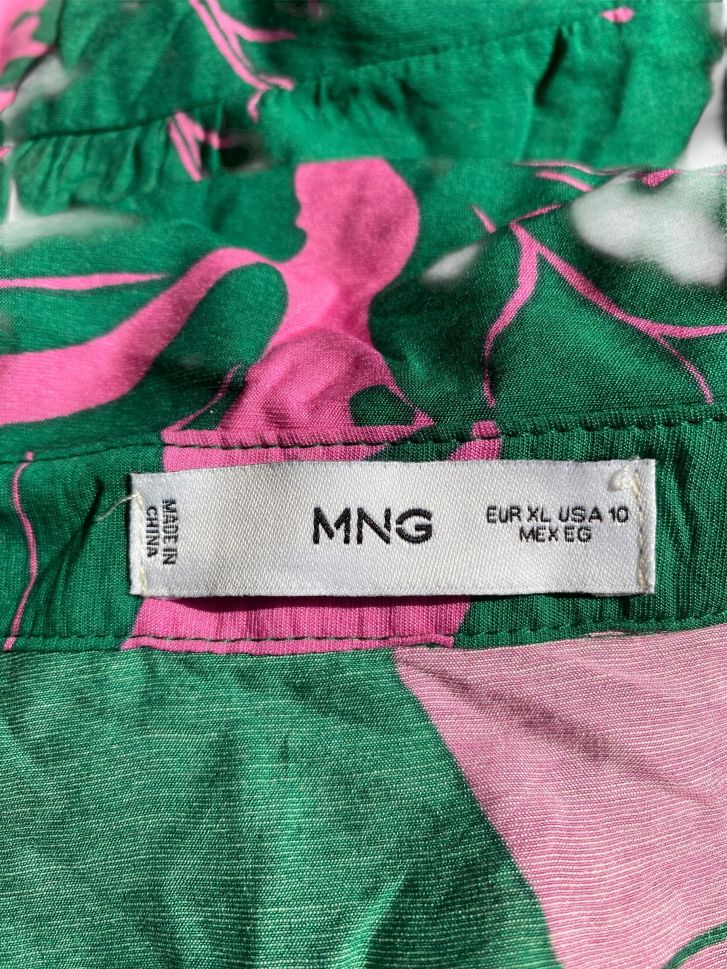 MADE IN
CHINA
MNG
EUR XL USA 10
MEX EG